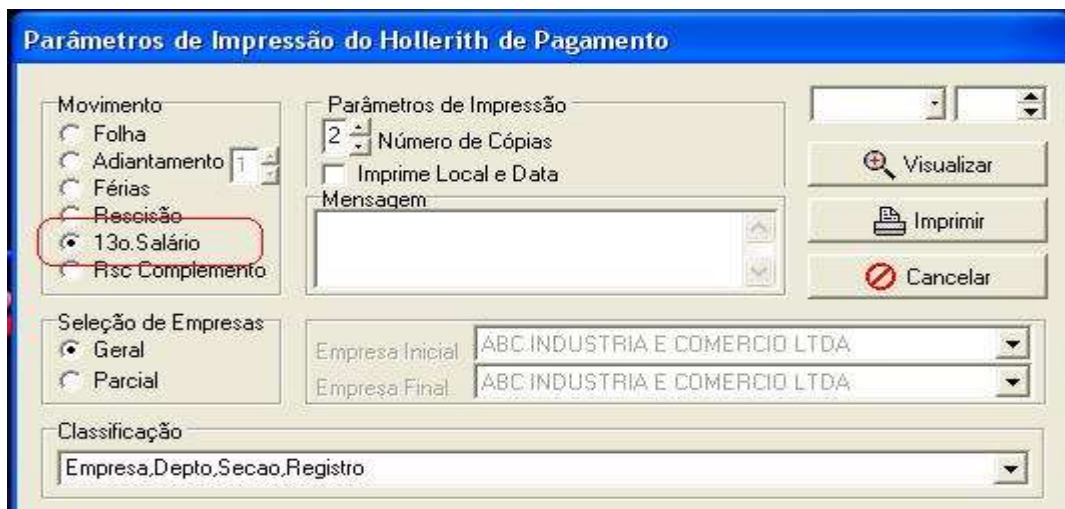 Parâmetros de Impressão do Hollerith de Pagamento
Movimento
Folha
Adiantamento 1
Férias
Rescisão
13o.Salário
Rsc Complemento
Parâmetros de Impressão
2 Número de Cópias
Imprime Local e Data
Mensagem
Visualizar
Imprimir
Cancelar
Seleção de Empresas
Geral
Parcial
Empresa Inicial ABC INDUSTRIA E COMERCIO LTDA
Empresa Final ABC INDUSTRIA E COMERCIO LTDA
Classificação
Empresa,Depto,Secao,Registro